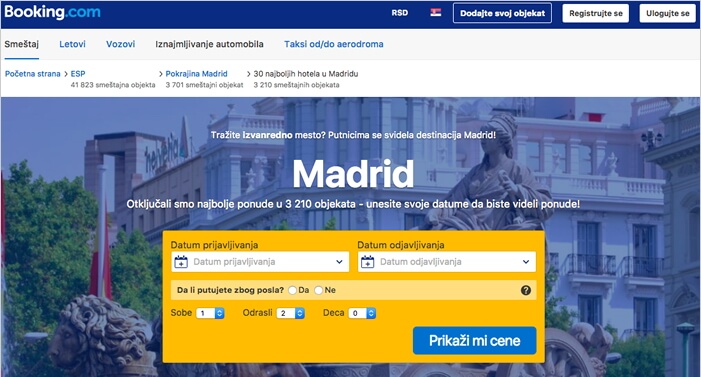 Booking.com
RSD
Dodajte svoj objekat
Registrujte se
Ulogujte se
Smeštaj
Letovi
Vozovi
Iznajmljivanje automobila
Taksi od/do aerodroma
Početna strana > ESP > Pokrajina Madrid > 30 najboljih hotela u Madridu
41 823 smeštajna objekta
3 701 smeštajni objekat
3 210 smeštajnih objekata
helvetia
Tražite Izvanredno mesto? Putnicima se svidela destinacija Madrid!
Madrid
Otključali smo najbolje ponude u 3 210 objekata - unesite svoje datume da biste videli ponude!
Datum prijavljivanja
Datum odjavljivanja
Datum prijavljivanja
Datum odjavljivanja
Da li putujete zbog posla? Da Ne
?
Sobe 1 Odrasli 2 Deca 0
Prikaži mi cene